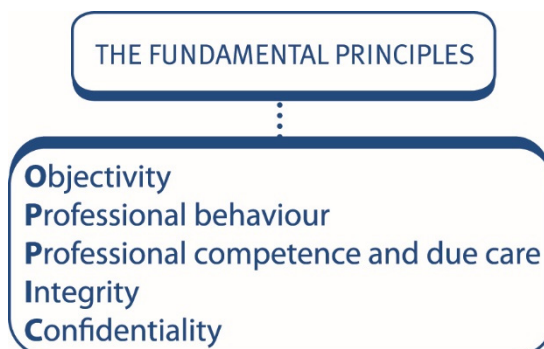 THE FUNDAMENTAL PRINCIPLES
Objectivity
Professional behaviour
Professional competence and due care
Integrity
Confidentiality